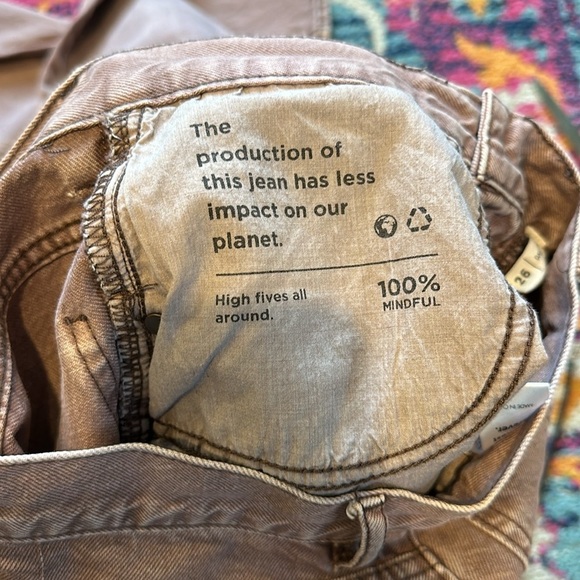 The
production of
this jean has less
impact on our
planet.
High fives all
around.
100%
MINDFUL
26